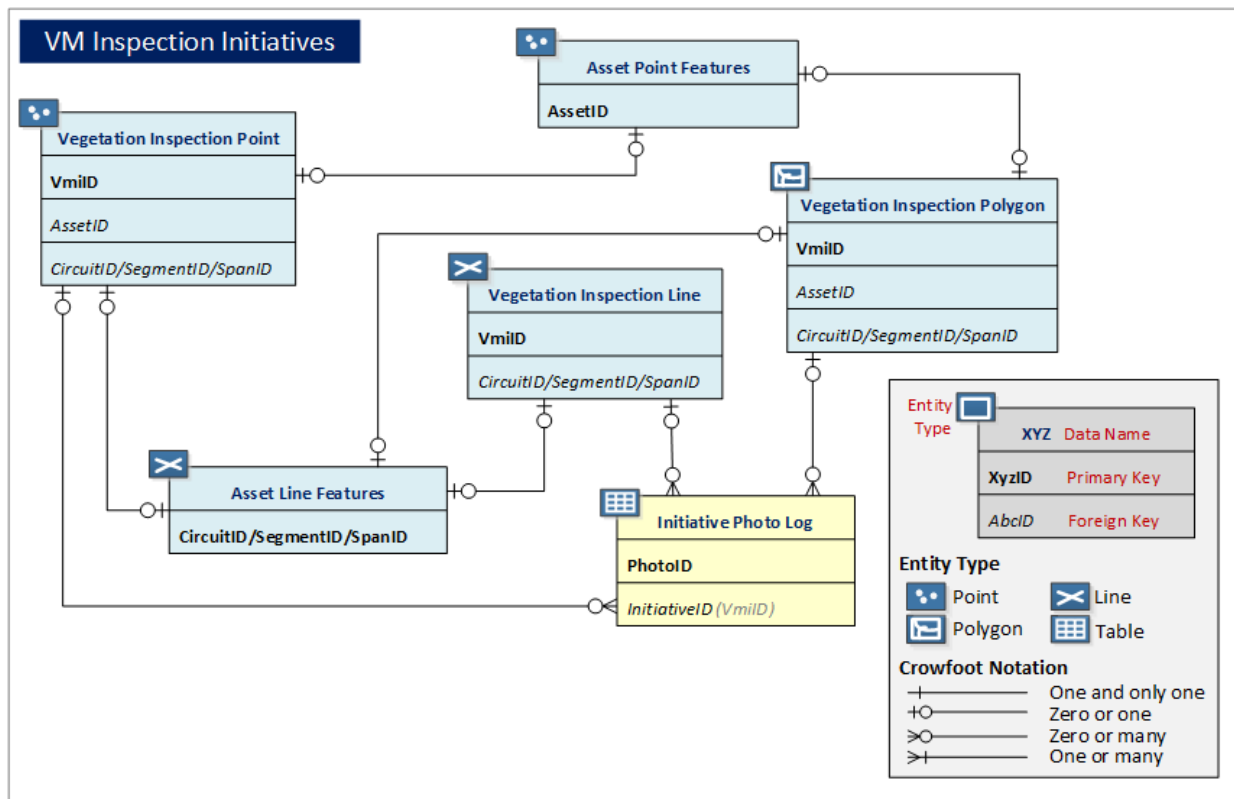 VM Inspection Initiatives
Asset Point Features
AssetID
Vegetation Inspection Point
VmiID
AssetID
CircuitID/SegmentID/SpanID
Vegetation Inspection Polygon
VmiID
AssetID
CircuitID/SegmentID/SpanID
Vegetation Inspection Line
VmiID
CircuitID/SegmentID/SpanID
Asset Line Features
CircuitID/SegmentID/SpanID
Initiative Photo Log
PhotoID
InitiativeID (VmiID)
Entity
Type
XYZ Data Name
XyzID Primary Key
AbcID Foreign Key
Entity Type
Point Line
Polygon Table
Crowfoot Notation
One and only one
Zero or one
Zero or many
One or many